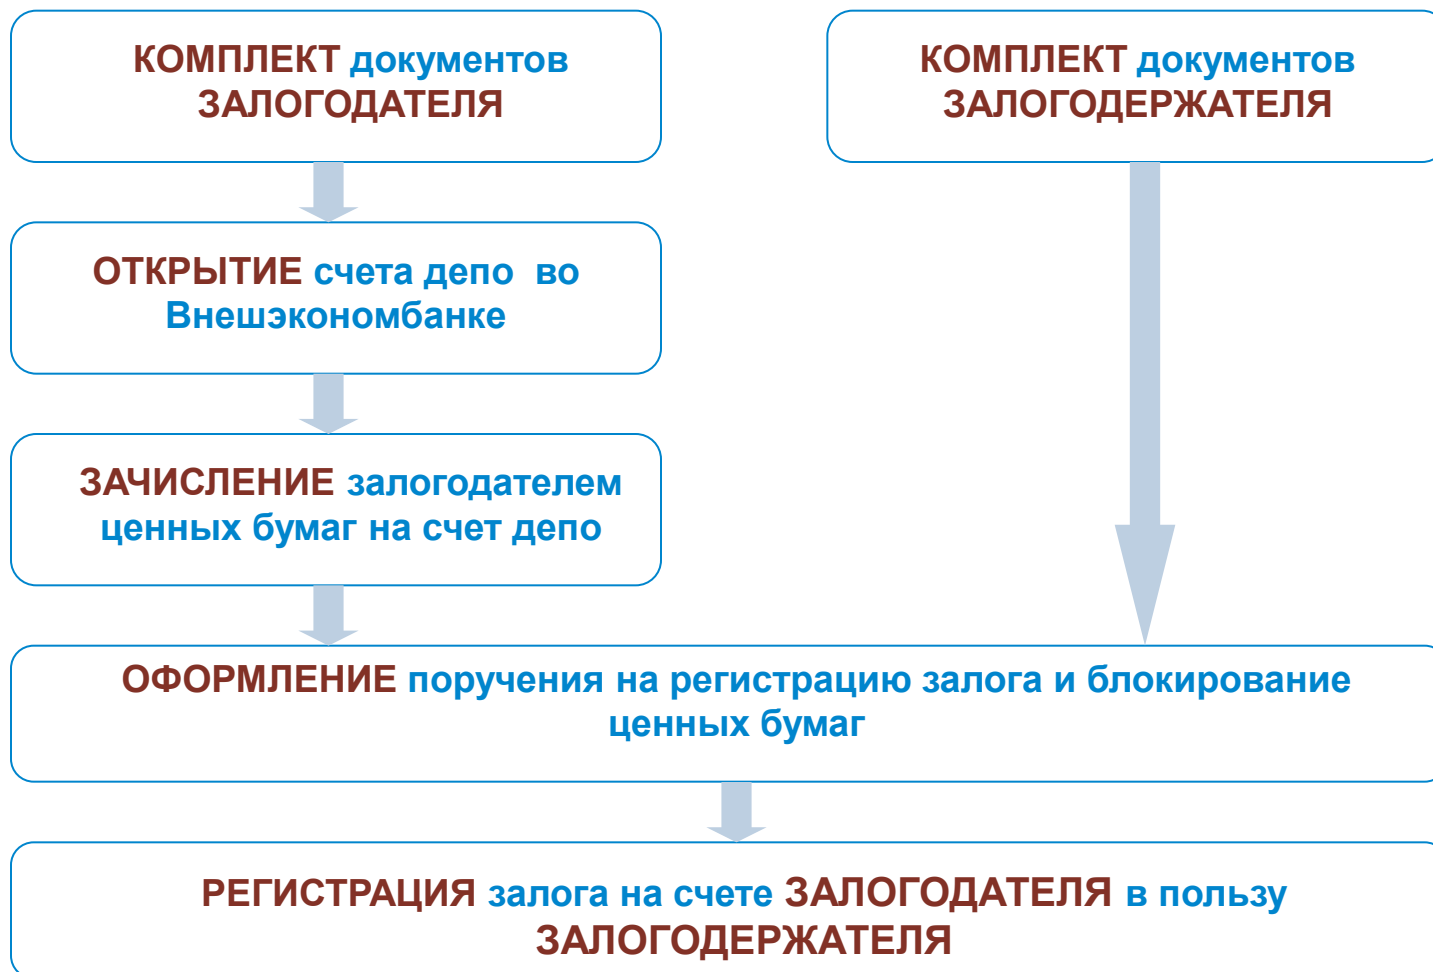 КОМПЛЕКТ документов
ЗАЛОГОДАТЕЛЯ
КОМПЛЕКТ документов
ЗАЛОГОДЕРЖАТЕЛЯ
ОТКРЫТИЕ счета депо во
Внешэкономбанке
ЗАЧИСЛЕНИЕ залогодателем
ценных бумаг на счет депо
ОФОРМЛЕНИЕ поручения на регистрацию залога и блокирование
ценных бумаг
РЕГИСТРАЦИЯ залога на счете ЗАЛОГОДАТЕЛЯ в пользу
ЗАЛОГОДЕРЖАТЕЛЯ